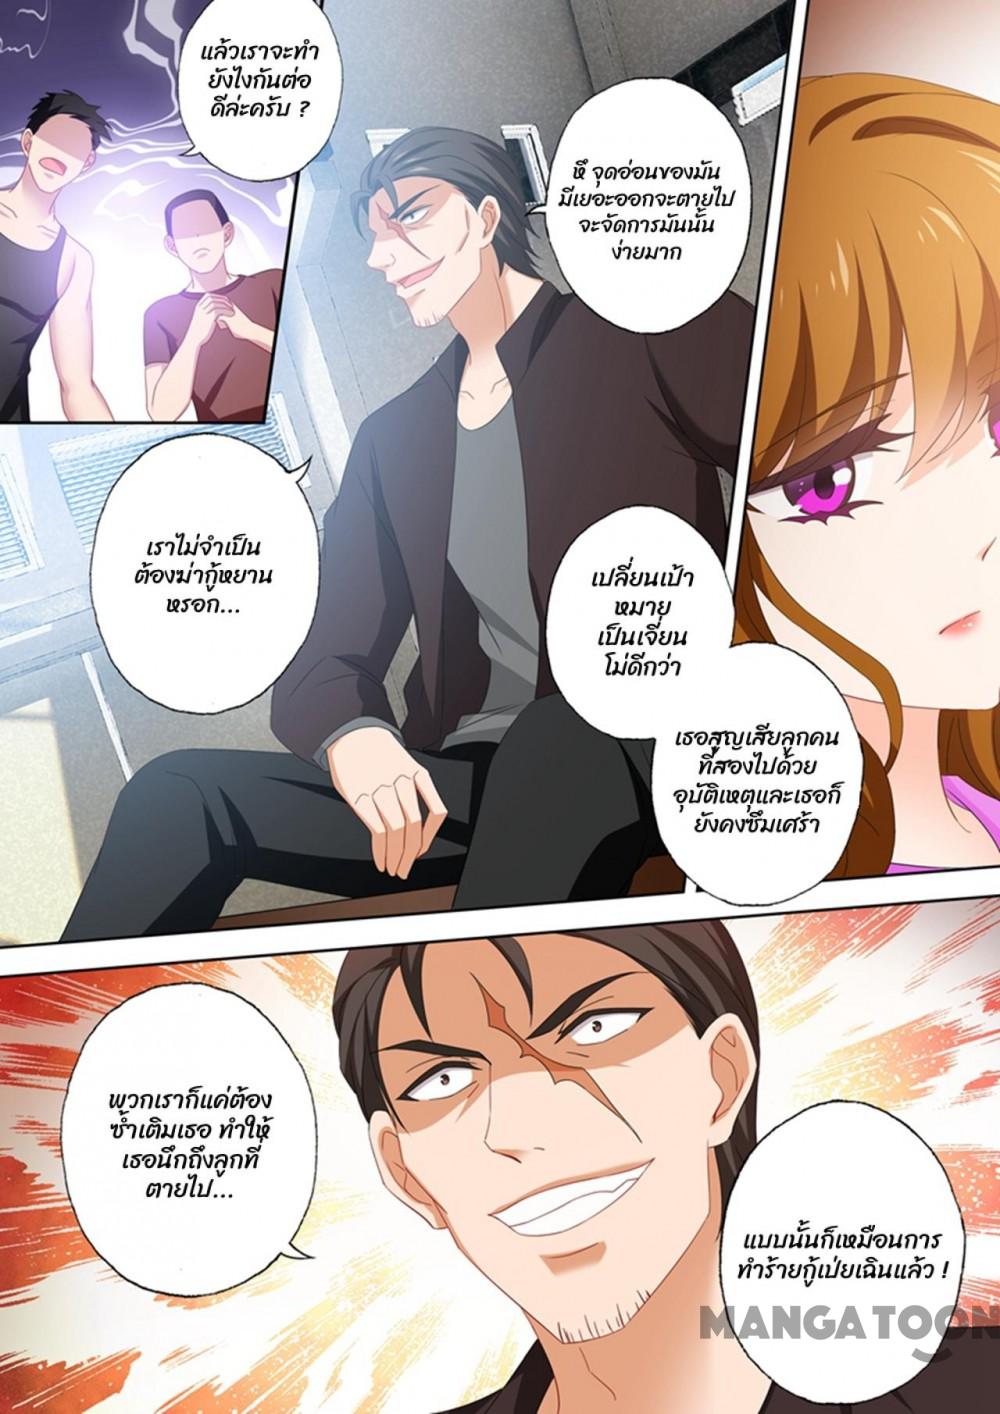 แล้วเราจะทำ
ยังไงกันต่อ
ดีล่ะครับ ?
หึ จุดอ่อนของมัน
มีเยอะออกจะตายไป
จะจัดการมันนั้น
ง่ายมาก
เราไม่จำเป็น
ต้องฆ่ากู้หยาน
หรอก...
เปลี่ยนเป้า
หมาย
เป็นเจี่ยน
โม่ดีกว่า
เธอสูญเสียลูกคน
ที่สองไปด้วย
อุบัติเหตุและเธอก็
ยังคงซึมเศร้า
พวกเราก็แค่ต้อง
ซ้ำเติมเธอ ทำให้
เธอนึกถึงลูกที่
ตายไป...
แบบนั้นก็เหมือนการ
ทำร้ายกู้เป่ยเฉินแล้ว !
MANGATOON